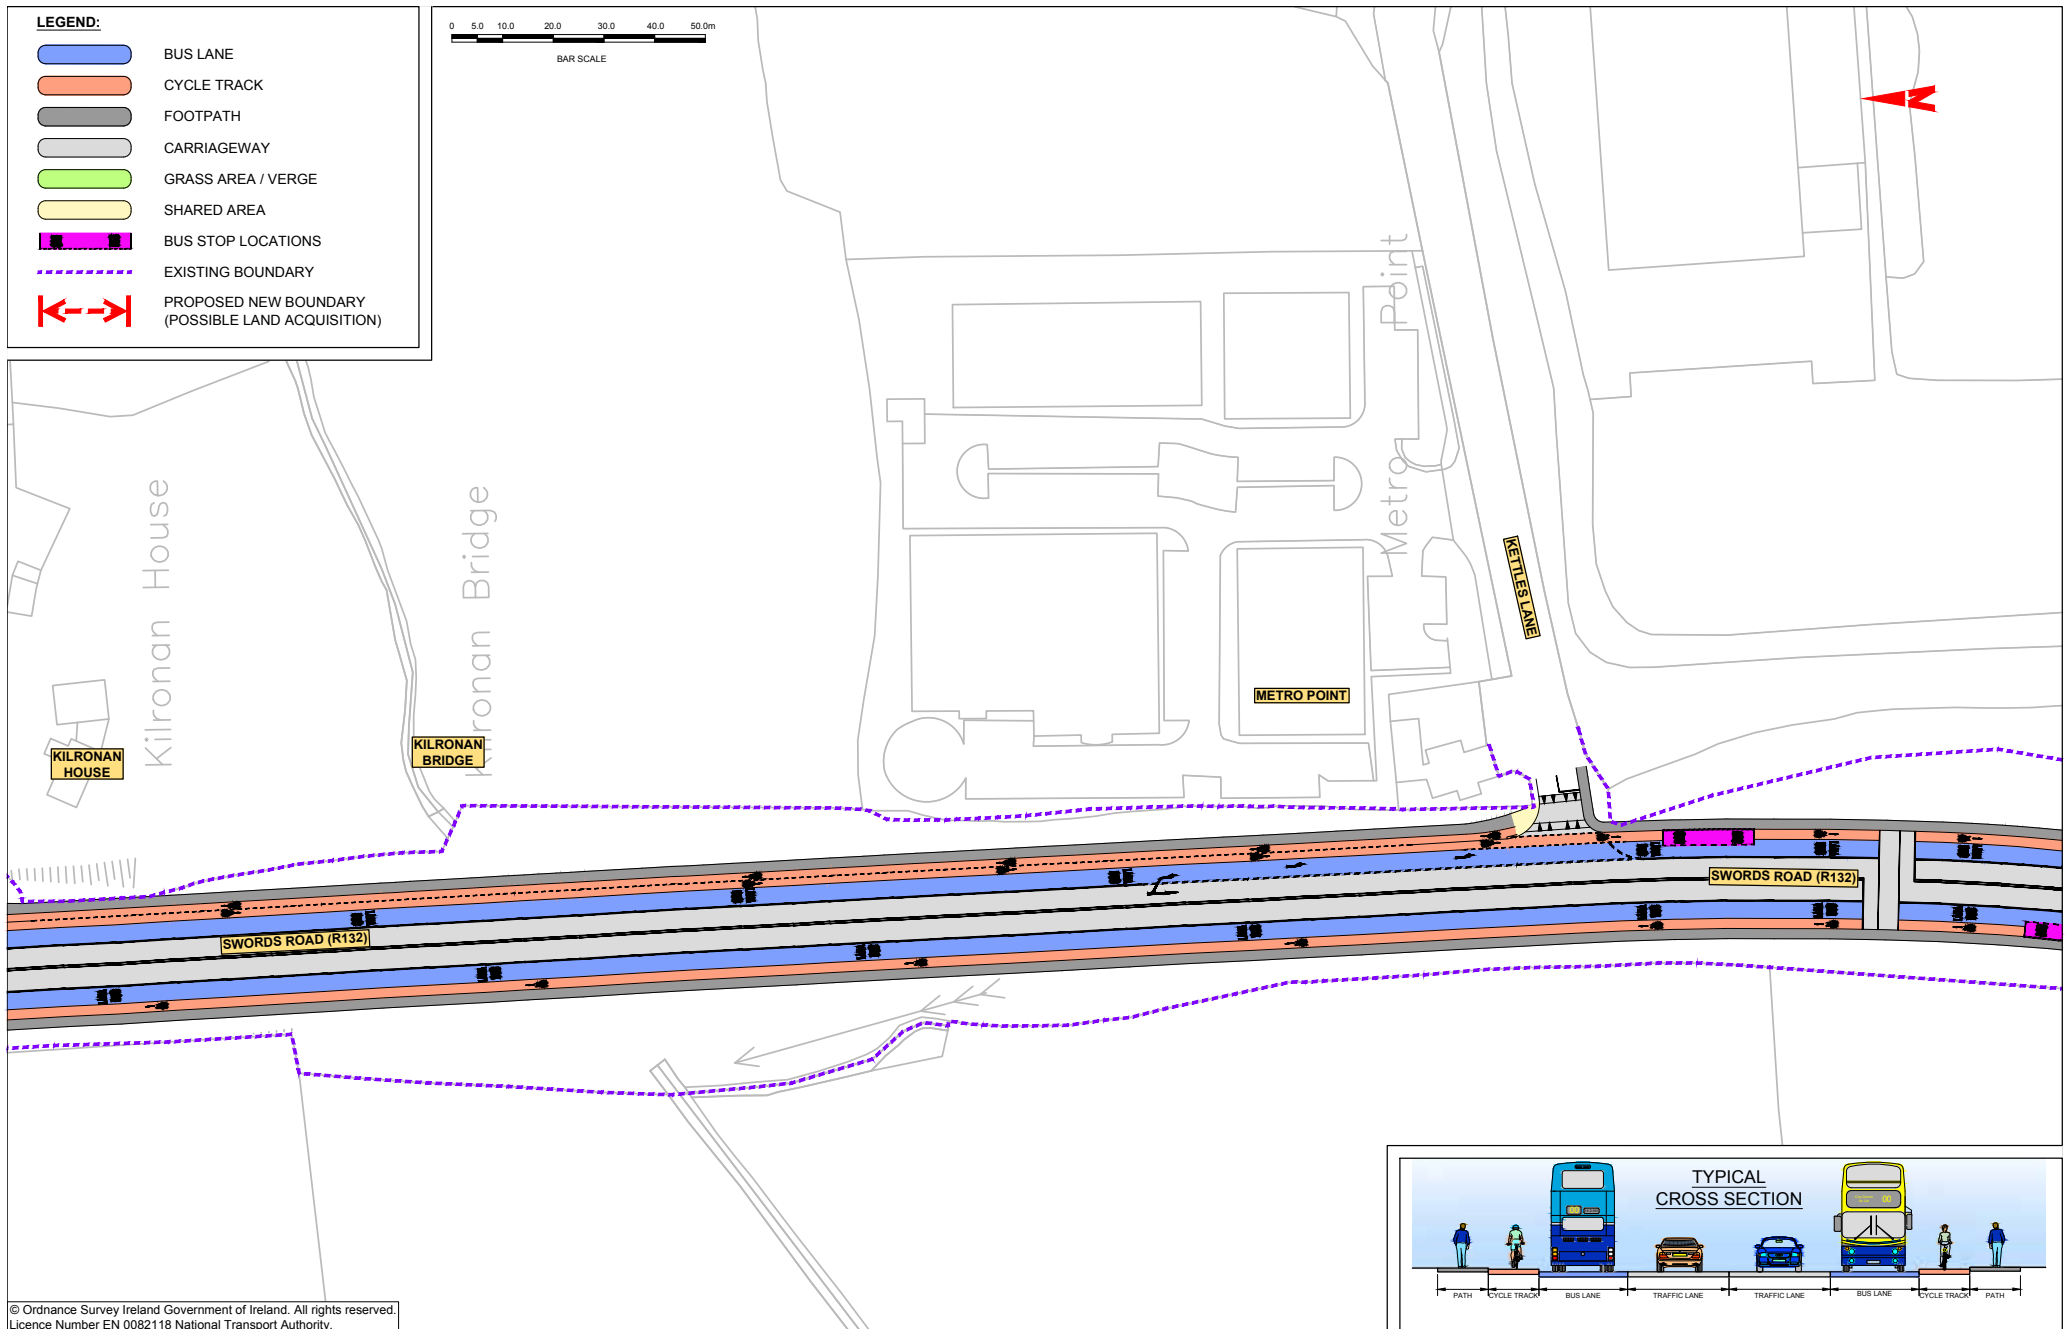 LEGEND:
BUS LANE
CYCLE TRACK
FOOTPATH
CARRIAGEWAY
GRASS AREA / VERGE
SHARED AREA
BUS STOP LOCATIONS
EXISTING BOUNDARY
PROPOSED NEW BOUNDARY
(POSSIBLE LAND ACQUISITION)
0 5.0 10.0 20.0 30.0 40.0 50.0m
BAR SCALE
N
Kilronan House
Kilronan Bridge
Metro Point
KILRONAN
HOUSE
KILRONAN
BRIDGE
METRO POINT
KETTLES LANE
SWORDS ROAD (R132)
SWORDS ROAD (R132)
TYPICAL
CROSS SECTION
00
00
PATH
CYCLE TRACK
BUS LANE
TRAFFIC LANE
TRAFFIC LANE
BUS LANE
CYCLE TRACK
PATH
© Ordnance Survey Ireland Government of Ireland. All rights reserved.
Licence Number EN 0082118 National Transport Authority.